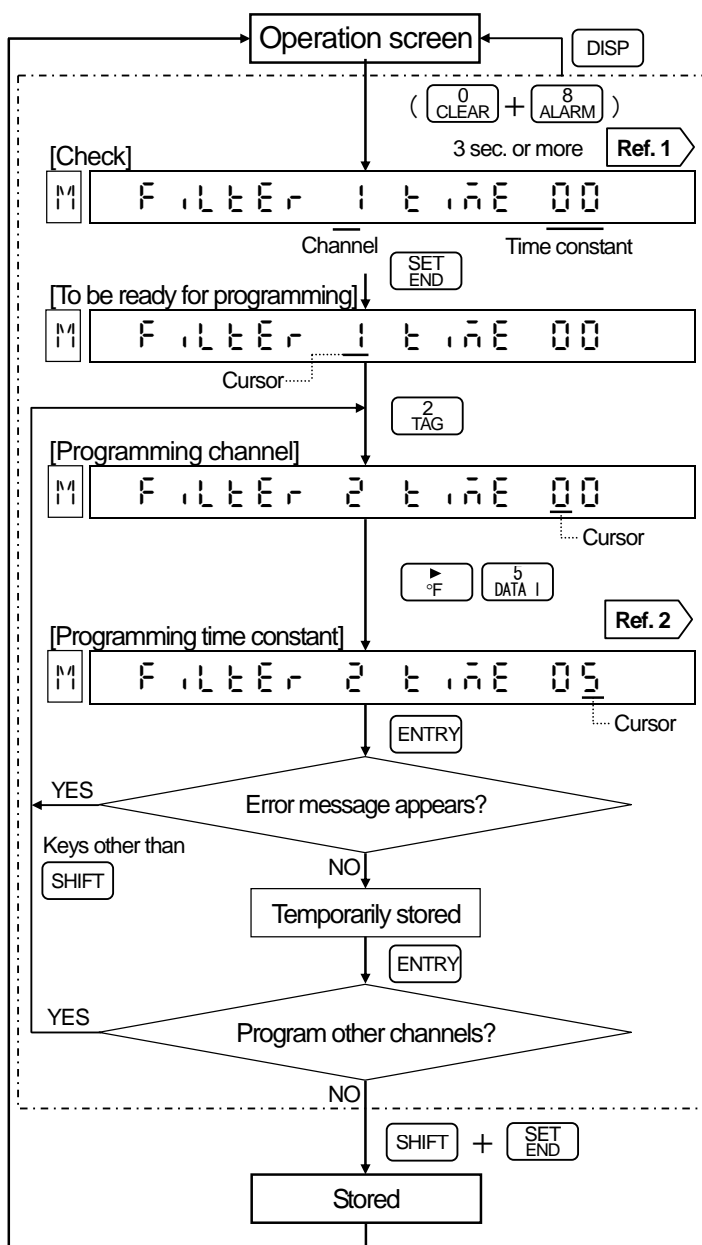 Operation screen
DISP
( 0 CLEAR + 8 ALARM )
3 sec. or more
Ref. 1
[Check]
M FiLtEr 1 timE 00
Channel
Time constant
SET END
[To be ready for programming]
M FiLtEr 1 timE 00
Cursor
2 TAG
[Programming channel]
M FiLtEr 2 timE 00
Cursor
► °F 5 DATA I
Ref. 2
[Programming time constant]
M FiLtEr 2 timE 05
Cursor
ENTRY
YES
Error message appears?
Keys other than
SHIFT
NO
Temporarily stored
ENTRY
YES
Program other channels?
NO
SHIFT + SET END
Stored